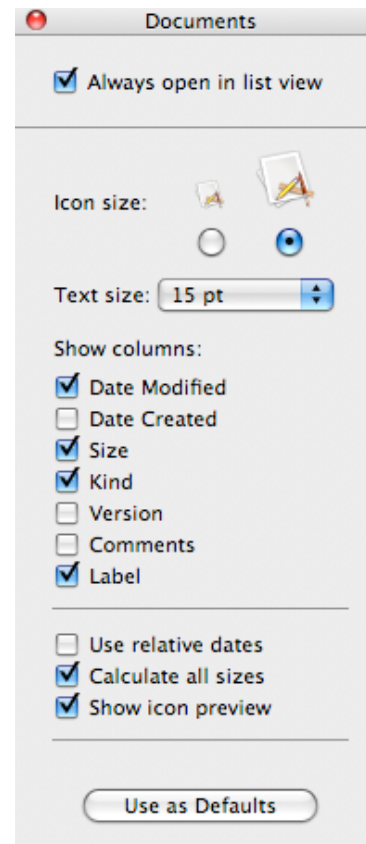 Documents
Always open in list view
Icon size:
Text size: 15 pt
Show columns:
Date Modified
Date Created
Size
Kind
Version
Comments
Label
Use relative dates
Calculate all sizes
Show icon preview
Use as Defaults